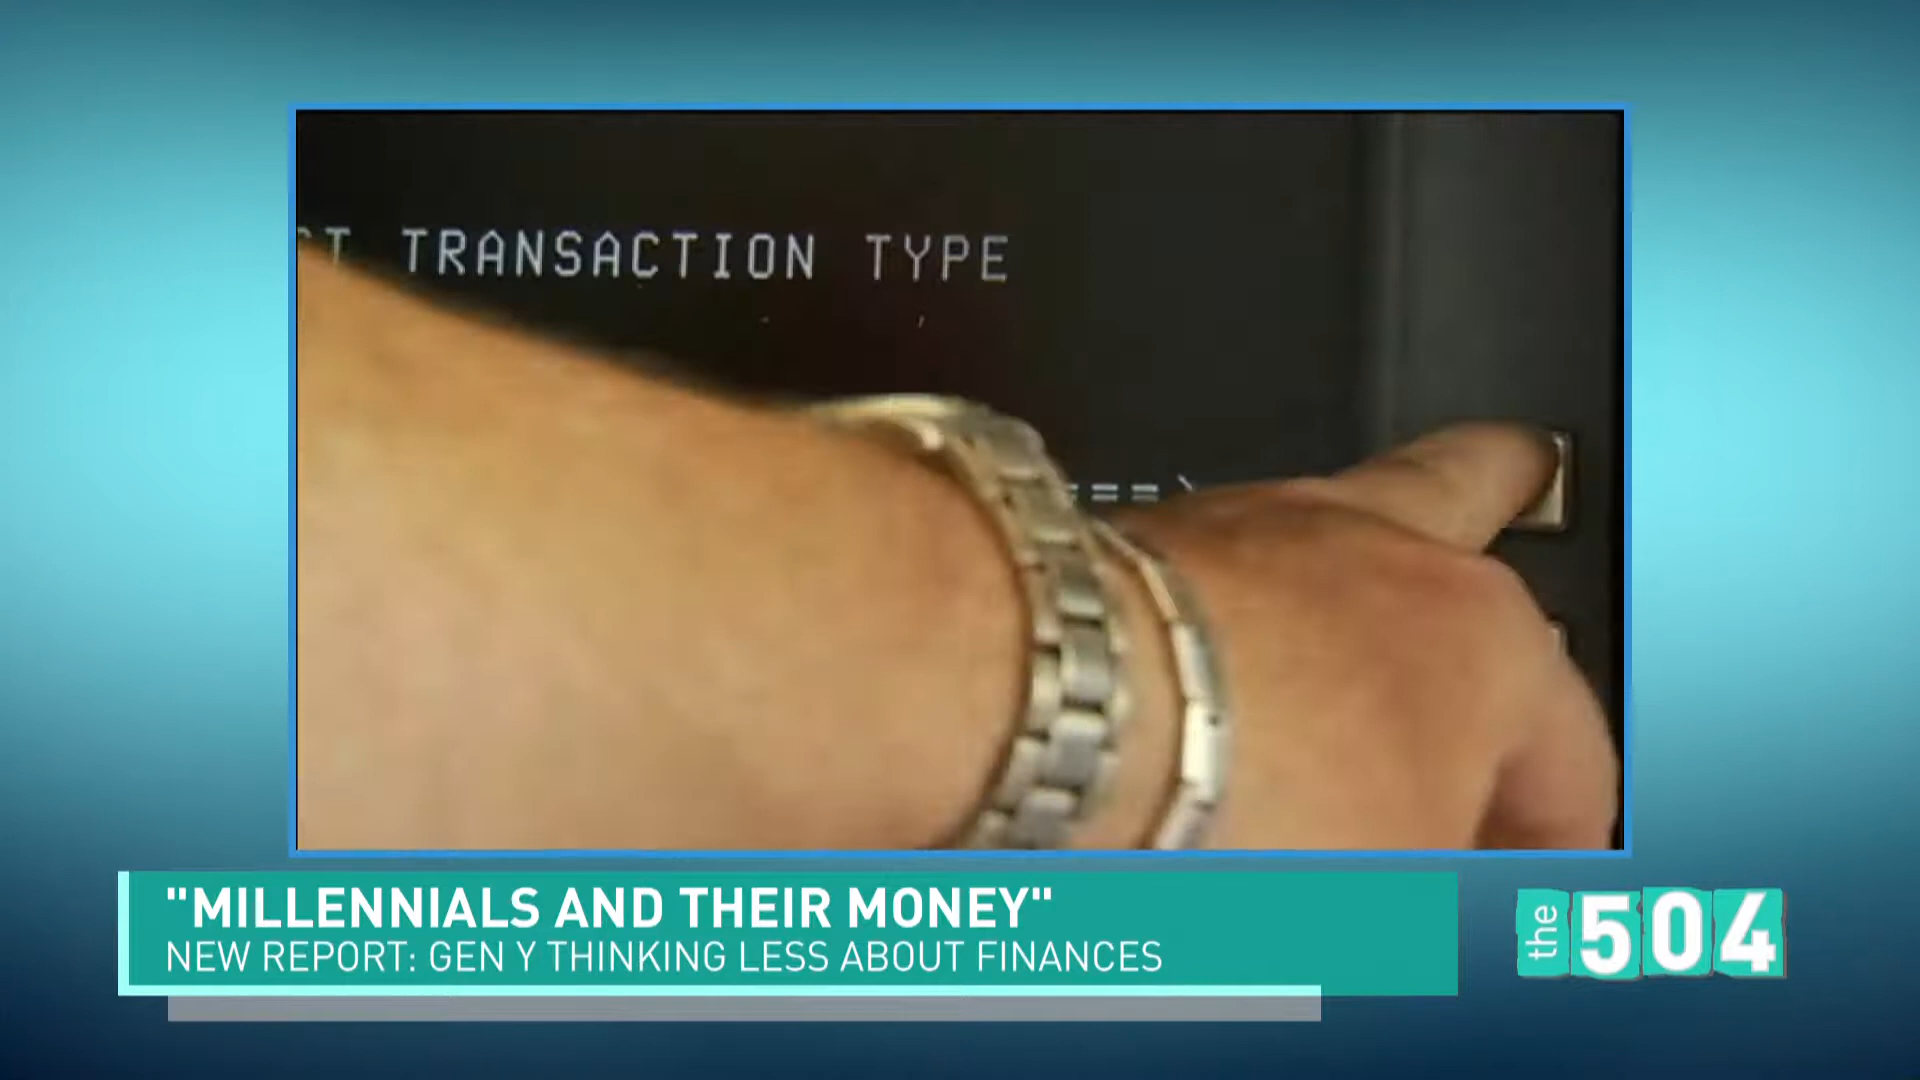 TRANSACTION TYPE
"MILLENNIALS AND THEIR MONEY"
NEW REPORT: GEN Y THINKING LESS ABOUT FINANCES
the 504